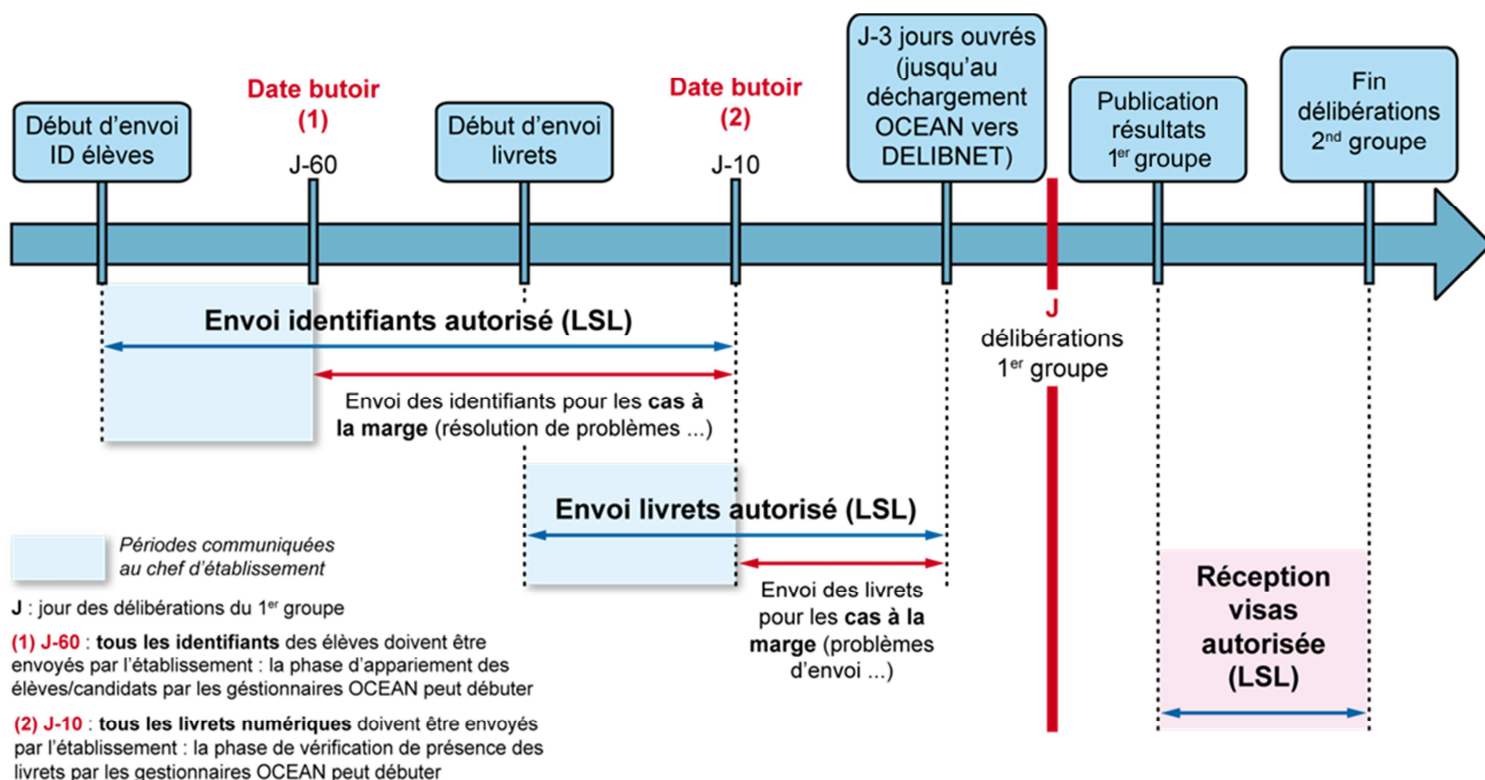 Début d'envoi
ID élèves
Date butoir
(1)
J-60
Début d'envoi
livrets
Date butoir
(2)
J-10
J-3 jours ouvrés
(jusqu'au
déchargement
OCEAN vers
DELIBNET)
Publication
résultats
1er groupe
Fin
délibérations
2nd groupe
Envoi identifiants autorisé (LSL)
Envoi des identifiants pour les cas à
la marge (résolution de problèmes ...)
J
délibérations
1er groupe
Envoi livrets autorisé (LSL)
Envoi des livrets
pour les cas à la
marge (problèmes
d'envoi ...)
Réception
visas
autorisée
(LSL)
Périodes communiquées
au chef d'établissement
J : jour des délibérations du 1er groupe
(1) J-60 : tous les identifiants des élèves doivent être
envoyés par l'établissement : la phase d'appariement des
élèves/candidats par les géstionnaires OCEAN peut débuter
(2) J-10 : tous les livrets numériques doivent être envoyés
par l'établissement : la phase de vérification de présence des
livrets par les gestionnaires OCEAN peut débuter